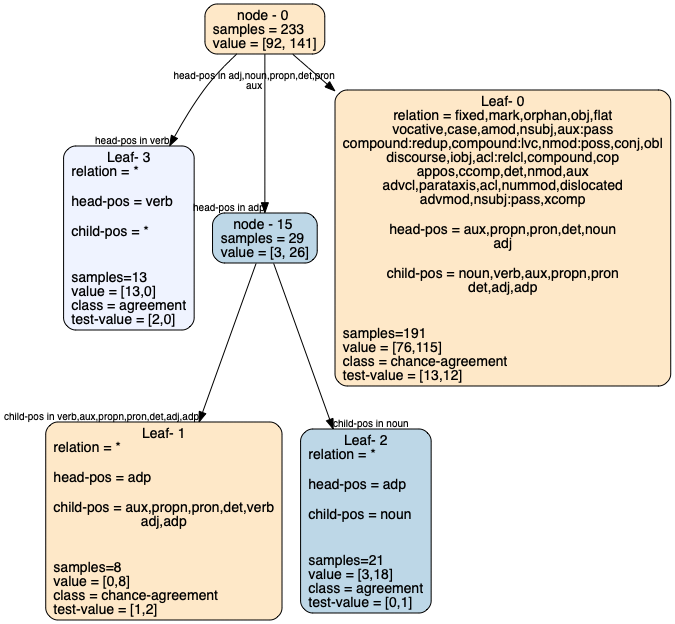 node - 0
samples = 233
value = [92, 141]
head-pos in adj,noun,propn,det,pron
aux
head-pos in verb
Leaf- 3
relation = *
head-pos = verb
child-pos = *
samples=13
value = [13,0]
class = agreement
test-value = [2,0]
head-pos in adp
node - 15
samples = 29
value = [3, 26]
Leaf- 0
relation = fixed,mark,orphan,obj,flat
vocative,case,amod,nsubj,aux:pass
compound:redup,compound:lvc,nmod:poss,conj,obl
discourse,iobj,acl:relcl,compound,cop
appos,ccomp,det,nmod,aux
advcl,parataxis,acl,nummod,dislocated
advmod,nsubj:pass,xcomp
head-pos = aux,propn,pron,det,noun
adj
child-pos = noun,verb,aux,propn,pron
det,adj,adp
samples=191
value = [76,115]
class = chance-agreement
test-value = [13,12]
child-pos in verb,aux,propn,pron,det,adj,adp
Leaf- 1
relation = *
head-pos = adp
child-pos = aux,propn,pron,det,verb
adj,adp
samples=8
value = [0,8]
class = chance-agreement
test-value = [1,2]
child-pos in noun
Leaf- 2
relation = *
head-pos = adp
child-pos = noun
samples=21
value = [3,18]
class = agreement
test-value = [0,1]